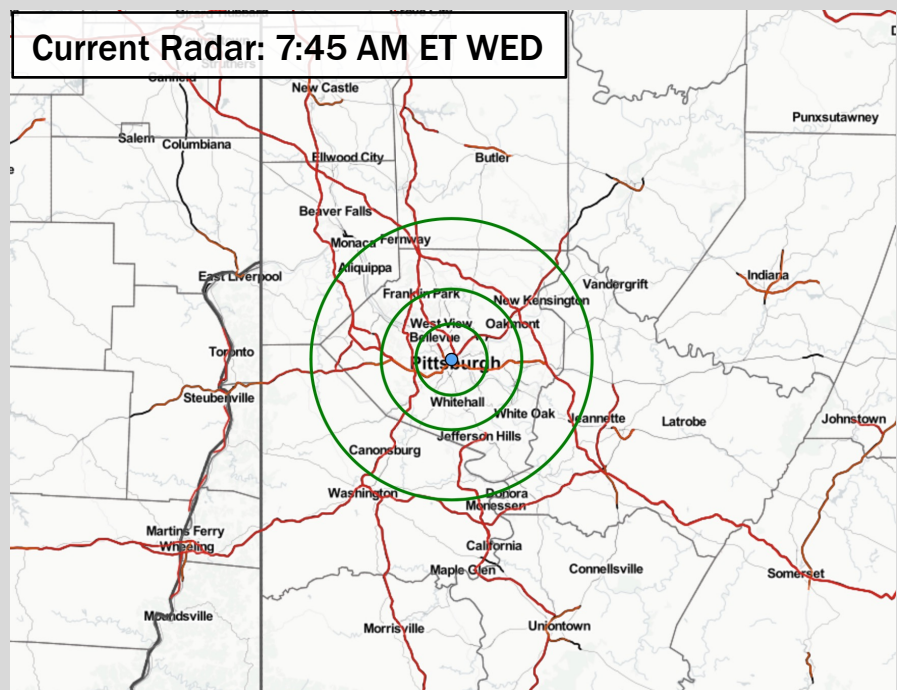 Current Radar: 7:45 AM ET WED
Struthers
Canfield
New Castle
Punxsutawney
Salem
Columbiana
Ellwood City
Butler
Beaver Falls
Monaca
Fernway
Aliquippa
East Liverpool
Indiana
Vandergrift
Franklin Park
New Kensington
West View
Oakmont
Bellevue
Toronto
Pittsburgh
Steubenville
Whitehall
White Oak
Jeannette
Latrobe
Johnstown
Jefferson Hills
Canonsburg
Washington
Donora
Monessen
Martins Ferry
Wheeling
California
Maple Glen
Connellsville
Somerset
Moundsville
Morrisville
Uniontown